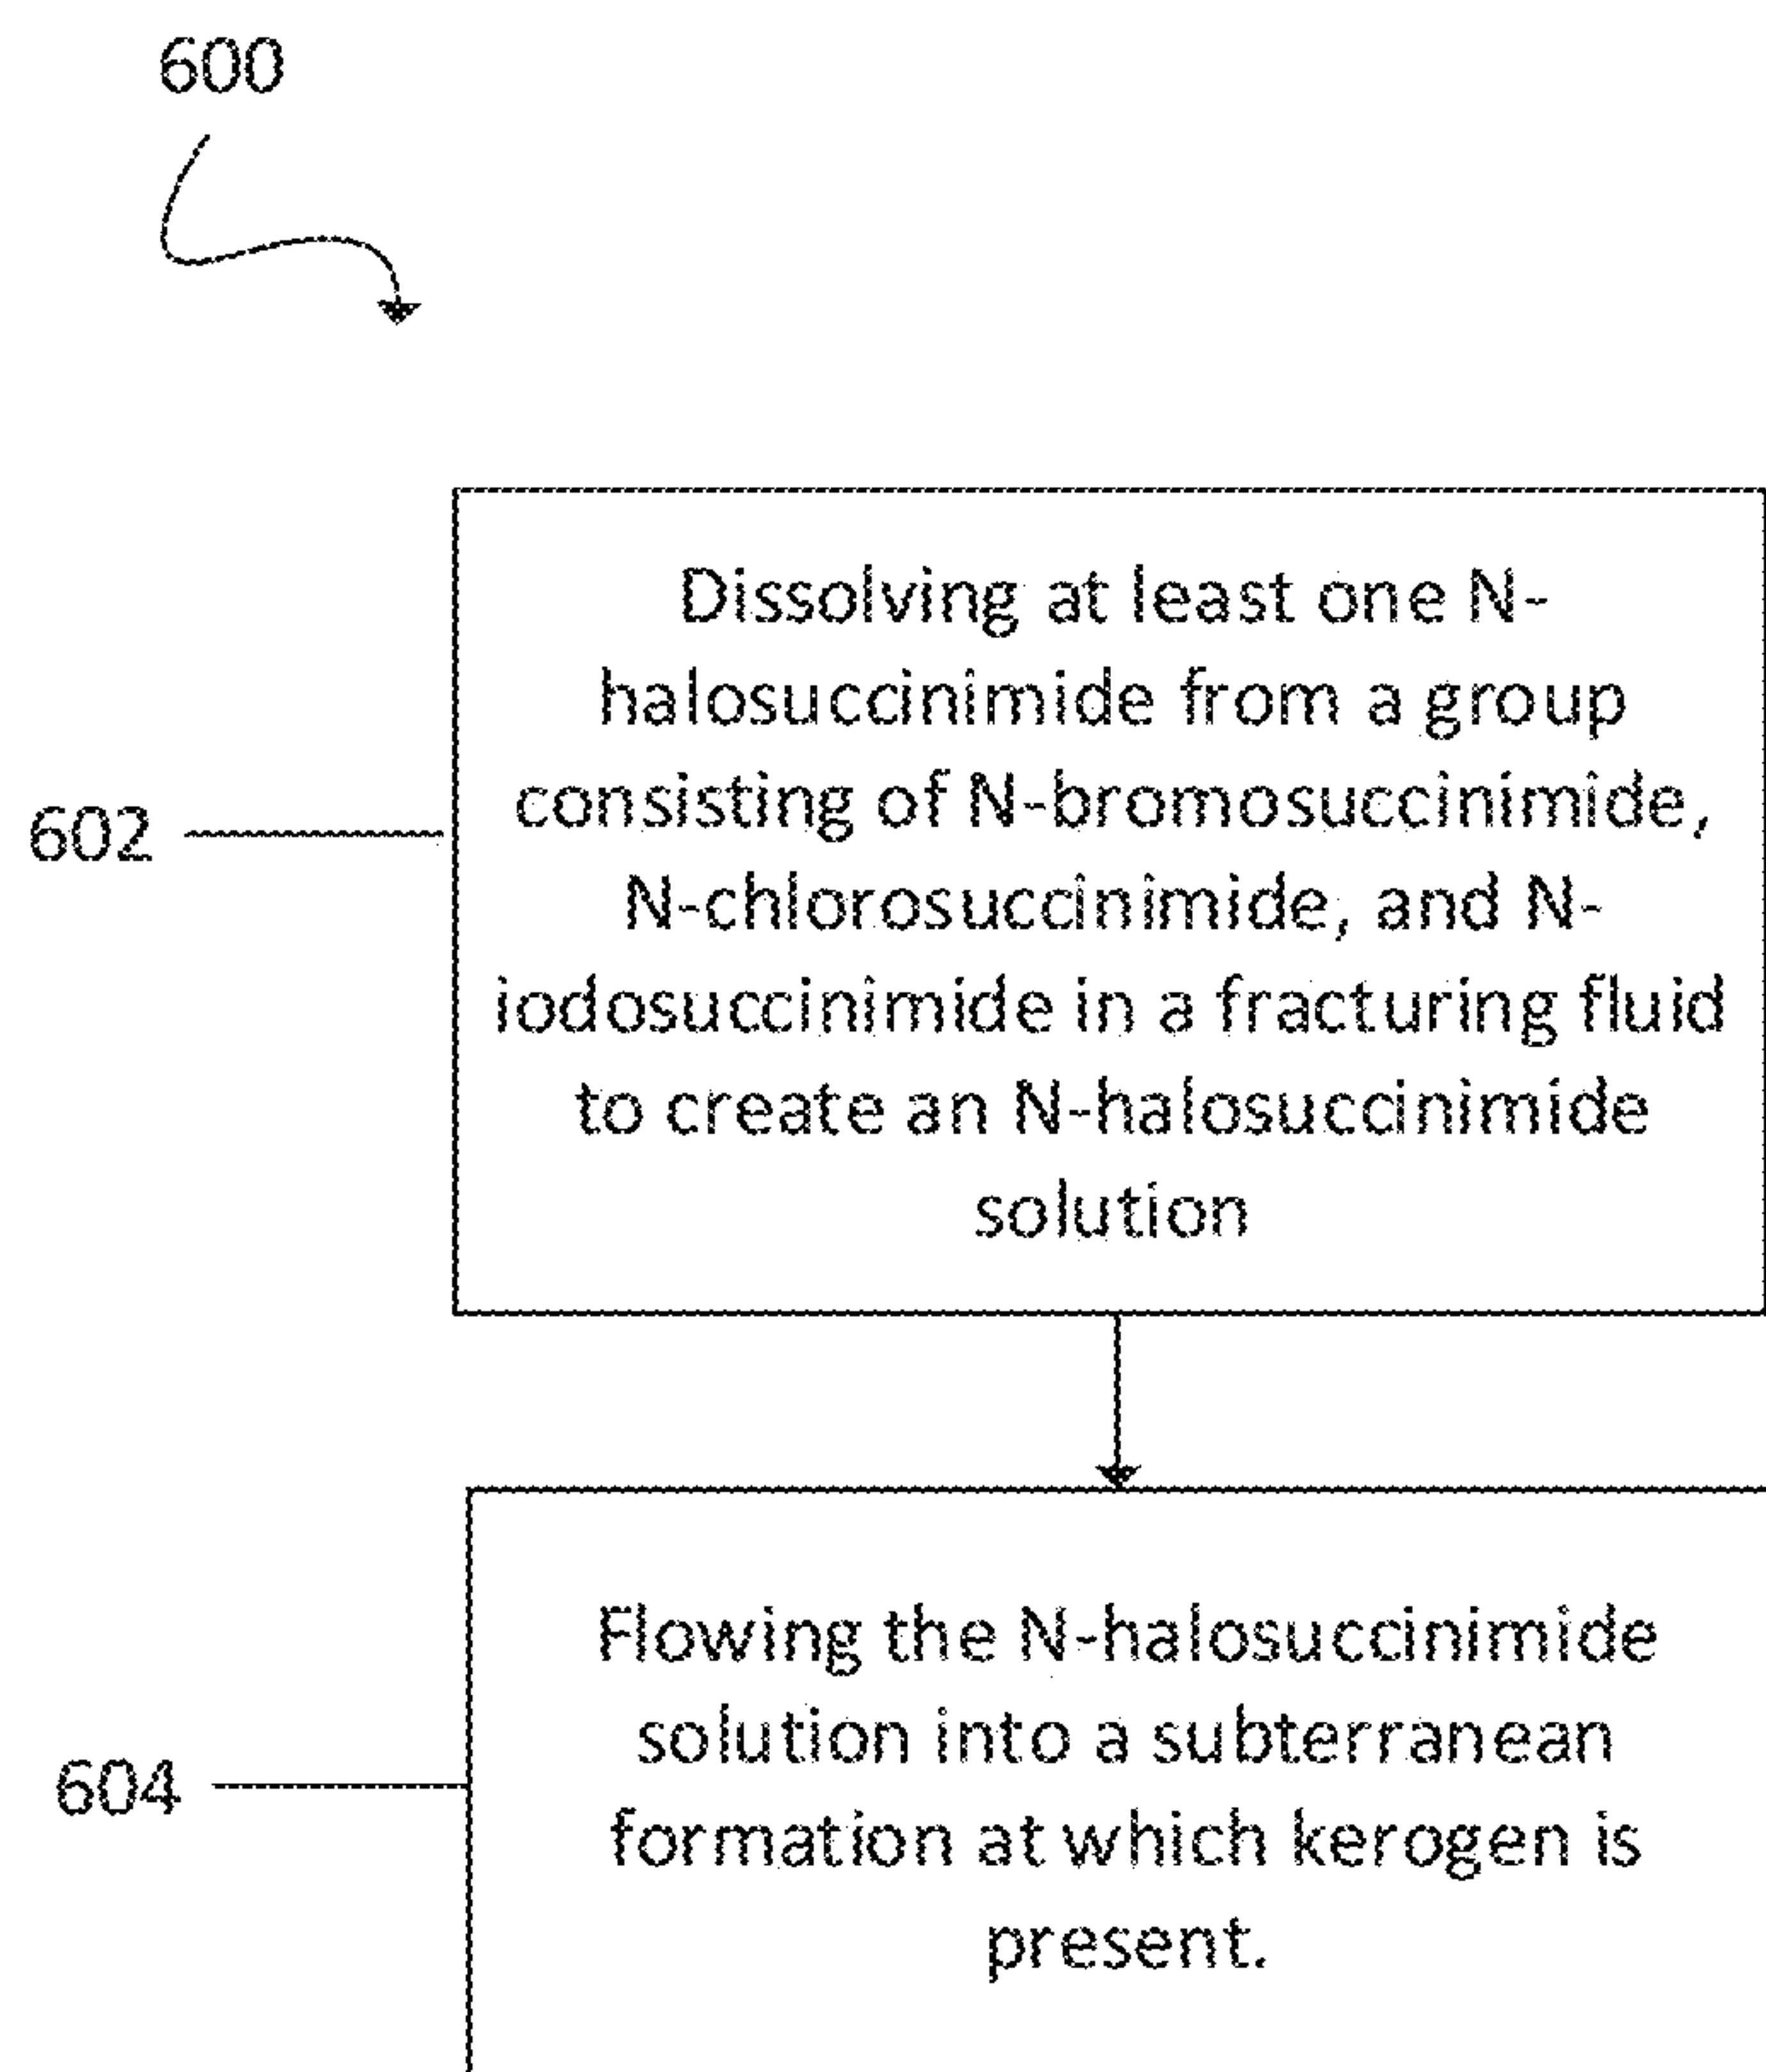 600
602
Dissolving at least one N-
halosuccinimide from a group
consisting of N-bromosuccinimide,
N-chlorosuccinimide, and N-
iodosuccinimide in a fracturing fluid
to create an N-halosuccinimide
solution
604
Flowing the N-halosuccinimide
solution into a subterranean
formation at which kerogen is
present.